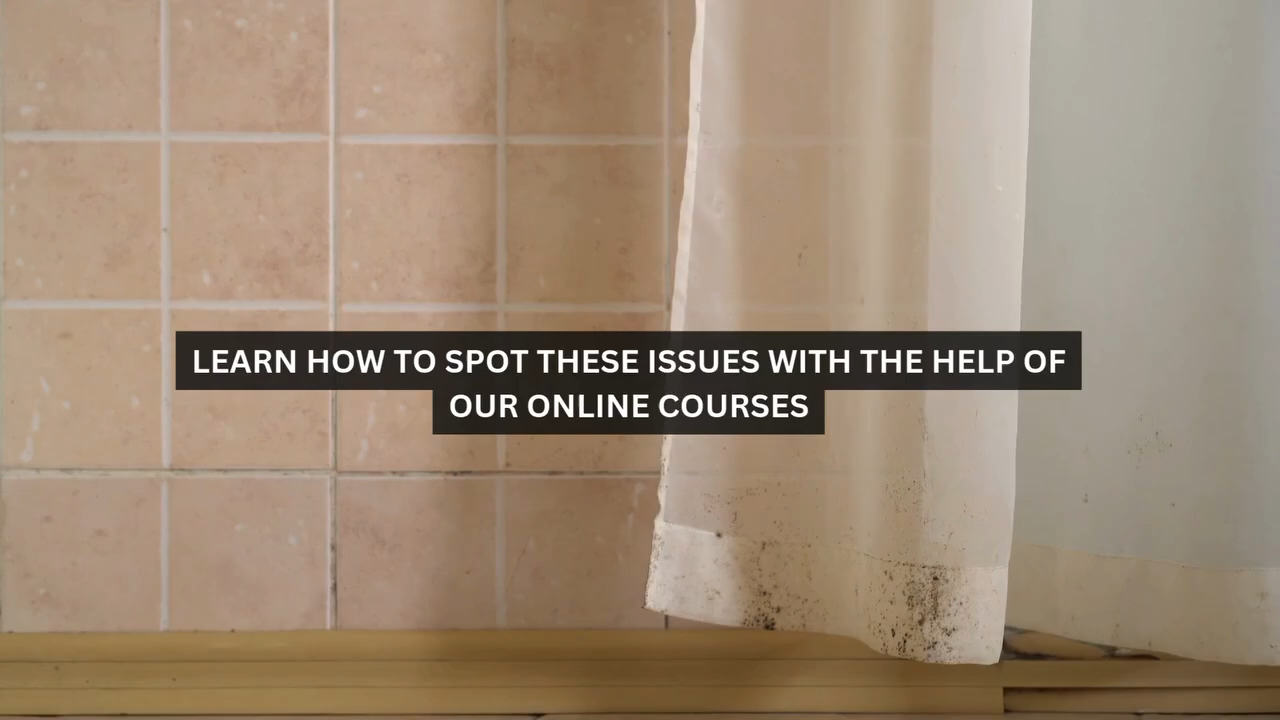 LEARN HOW TO SPOT THESE ISSUES WITH THE HELP OF
OUR ONLINE COURSES